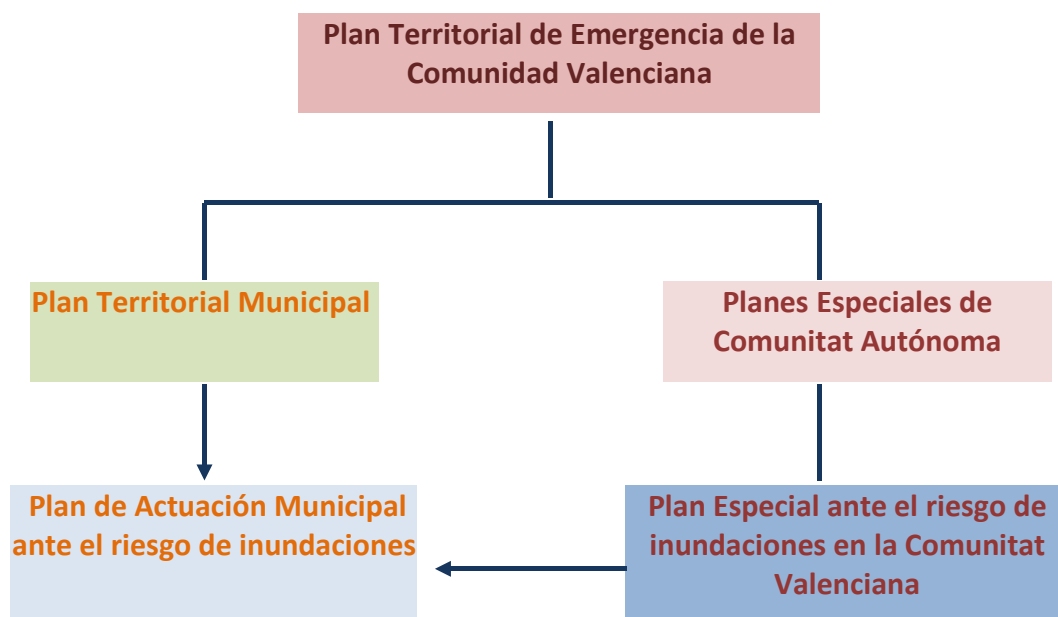 Plan Territorial de Emergencia de la
Comunidad Valenciana
Plan Territorial Municipal
Planes Especiales de
Comunitat Autónoma
Plan de Actuación Municipal
ante el riesgo de inundaciones
Plan Especial ante el riesgo de
inundaciones en la Comunitat
Valenciana